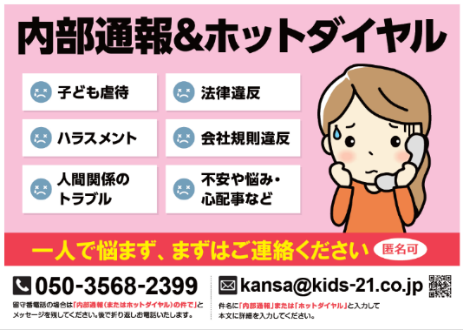 内部通報&ホットダイヤル
子ども虐待
法律違反
ハラスメント
会社規則違反
人間関係の
トラブル
不安や悩み・
心配事など
一人で悩まず、まずはご連絡ください 匿名可
050-3568-2399
留守番電話の場合は「内部通報(またはホットダイヤル)の件で」と
メッセージを残してください。後で折り返しお電話いたします。
kansa@kids-21.co.jp
件名に「内部通報」または「ホットダイヤル」と入力して
本文に詳細を入力してください。